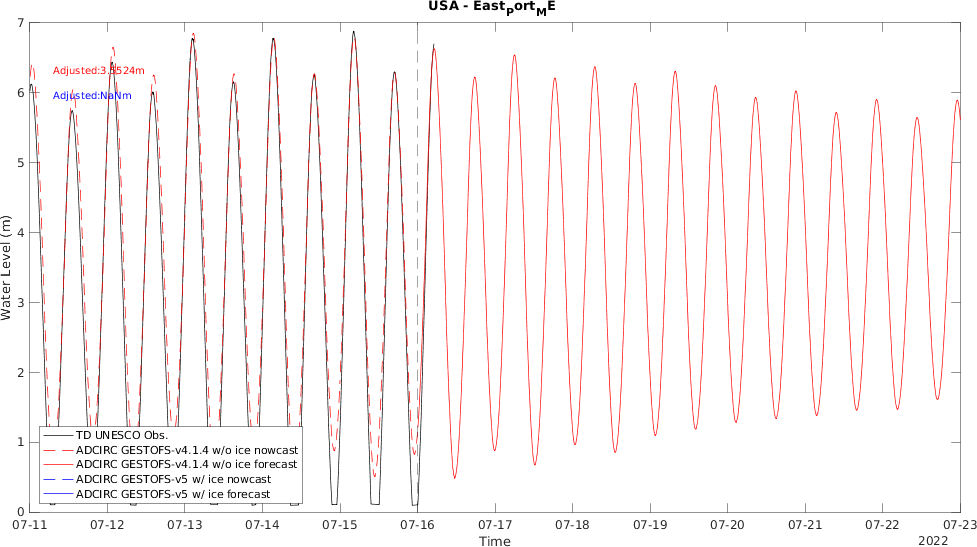 USA - East_Port_ME
7
6
5
4
3
2
1
0
Water Level (m)
Adjusted:3.5524m
Adjusted:NaNm
TD UNESCO Obs.
ADCIRC GESTOFS-v4.1.4 w/o ice nowcast
ADCIRC GESTOFS-v4.1.4 w/o ice forecast
ADCIRC GESTOFS-v5 w/ ice nowcast
ADCIRC GESTOFS-v5 w/ ice forecast
07-11 07-12 07-13 07-14 07-15 07-16 07-17 07-18 07-19 07-20 07-21 07-22 07-23
Time
2022